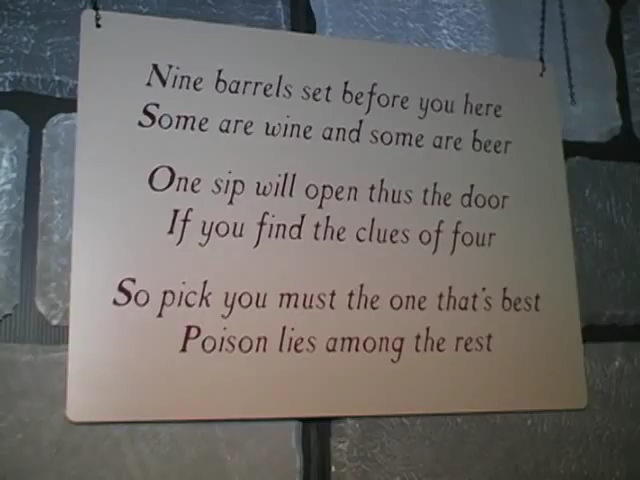 Nine barrels set before you here
Some are wine and some are beer
One sip will open thus the door
If you find the clues of four
So pick you must the one that's best
Poison lies among the rest